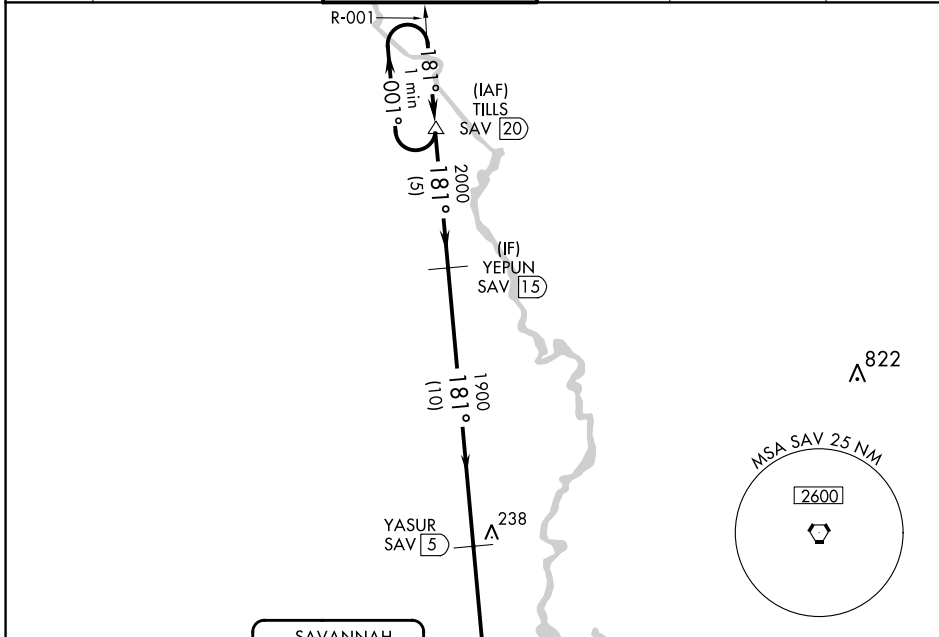 R-001
181°
1 min
001°
(IAF)
TILLS
SAV 20
2000
181°
(5)
(IF)
YEPUN
SAV 15
822
1900
181°
(10)
MSA SAV 25 NM
2600
238
YASUR
SAV 5
SAVANNAH